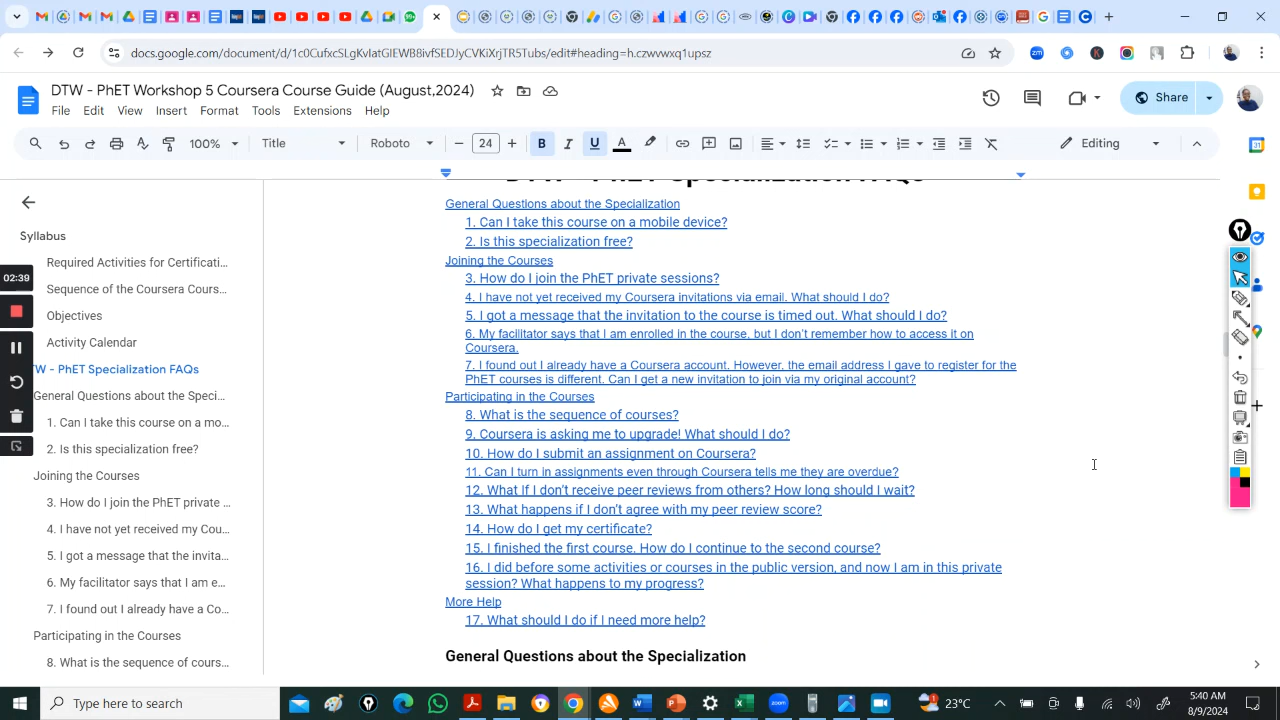 docs.google.com/document/d/1c0CufxcSLgKvlatGIEWB8ivfSEDJyCVKiXrjTR5Tubs/edit#heading=h.czwwxq1upsz
DTW - PhET Workshop 5 Coursera Course Guide (August,2024)
File Edit View Insert Format Tools Extensions Help
Share
100% Title Roboto 24 B I U A Editing
Syllabus
Required Activities for Certificati...
Sequence of the Coursera Cours...
Objectives
Activity Calendar
TW - PhET Specialization FAQs
General Questions about the Speci...
1. Can I take this course on a mo...
2. Is this specialization free?
Joining the Courses
3. How do I join the PhET private ...
4. I have not yet received my Cou...
5. I got a message that the invita...
6. My facilitator says that I am e...
7. I found out I already have a Co...
Participating in the Courses
8. What is the sequence of cours...
02:39
DTW - PhET Specialization FAQs
General Questions about the Specialization
1. Can I take this course on a mobile device?
2. Is this specialization free?
Joining the Courses
3. How do I join the PhET private sessions?
4. I have not yet received my Coursera invitations via email. What should I do?
5. I got a message that the invitation to the course is timed out. What should I do?
6. My facilitator says that I am enrolled in the course, but I don't remember how to access it on
Coursera.
7. I found out I already have a Coursera account. However, the email address I gave to register for the
PhET courses is different. Can I get a new invitation to join via my original account?
Participating in the Courses
8. What is the sequence of courses?
9. Coursera is asking me to upgrade! What should I do?
10. How do I submit an assignment on Coursera?
11. Can I turn in assignments even through Coursera tells me they are overdue?
12. What If I don't receive peer reviews from others? How long should I wait?
13. What happens if I don't agree with my peer review score?
14. How do I get my certificate?
15. I finished the first course. How do I continue to the second course?
16. I did before some activities or courses in the public version, and now I am in this private
session? What happens to my progress?
More Help
17. What should I do if I need more help?
General Questions about the Specialization
Type here to search
23°C
5:40 AM
8/9/2024